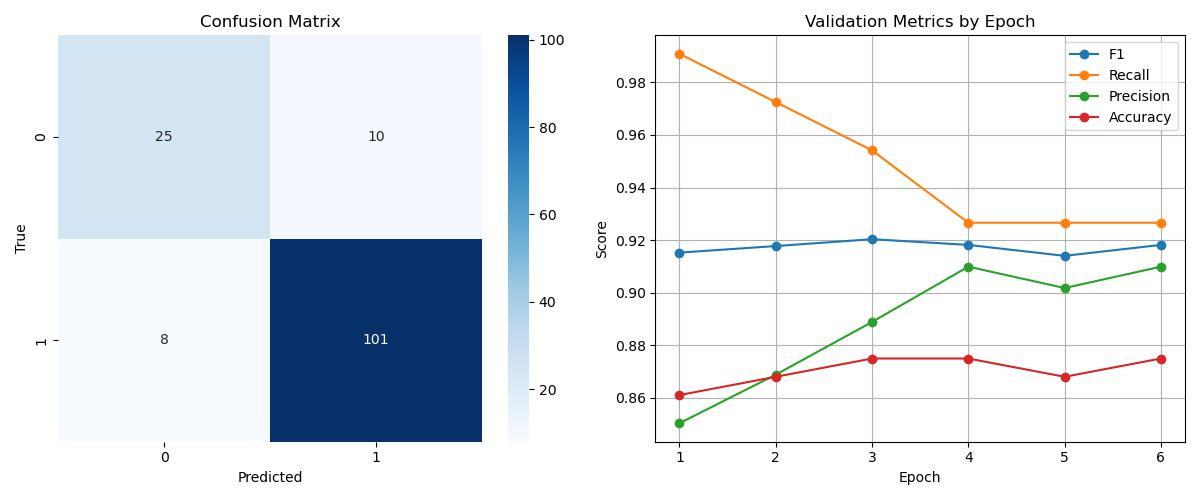 Confusion Matrix
True
0
25
10
1
8
101
0
1
Predicted
100
80
60
40
20
Validation Metrics by Epoch
Score
0.98
0.96
0.94
0.92
0.90
0.88
0.86
F1
Recall
Precision
Accuracy
1 2 3 4 5 6
Epoch